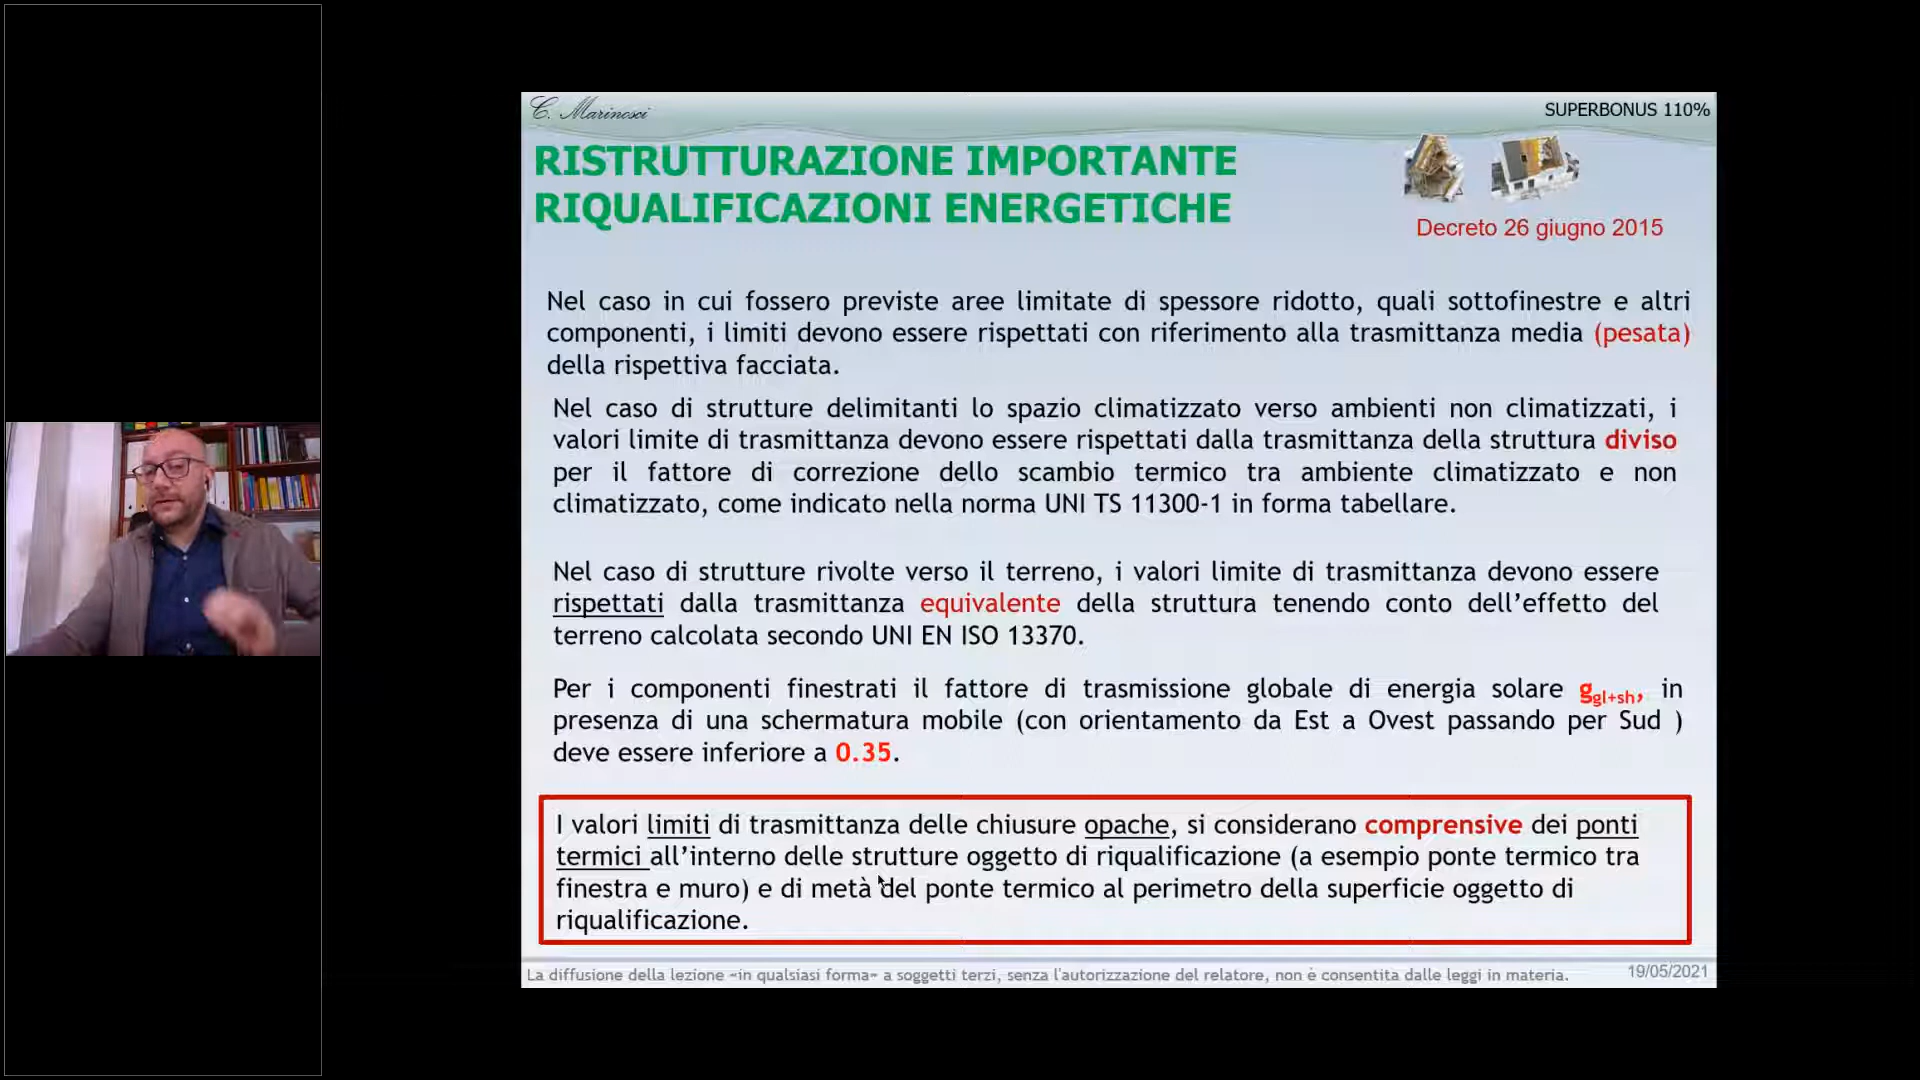 C. Marinosci
SUPERBONUS 110%
RISTRUTTURAZIONE IMPORTANTE
RIQUALIFICAZIONI ENERGETICHE
Decreto 26 giugno 2015
Nel caso in cui fossero previste aree limitate di spessore ridotto, quali sottofinestre e altri
componenti, i limiti devono essere rispettati con riferimento alla trasmittanza media (pesata)
della rispettiva facciata.
Nel caso di strutture delimitanti lo spazio climatizzato verso ambienti non climatizzati, i
valori limite di trasmittanza devono essere rispettati dalla trasmittanza della struttura diviso
per il fattore di correzione dello scambio termico tra ambiente climatizzato e non
climatizzato, come indicato nella norma UNI TS 11300-1 in forma tabellare.
Nel caso di strutture rivolte verso il terreno, i valori limite di trasmittanza devono essere
rispettati dalla trasmittanza equivalente della struttura tenendo conto dell’effetto del
terreno calcolata secondo UNI EN ISO 13370.
Per i componenti finestrati il fattore di trasmissione globale di energia solare ggl+sh, in
presenza di una schermatura mobile (con orientamento da Est a Ovest passando per Sud )
deve essere inferiore a 0.35.
I valori limiti di trasmittanza delle chiusure opache, si considerano comprensive dei ponti
termici all’interno delle strutture oggetto di riqualificazione (a esempio ponte termico tra
finestra e muro) e di metà del ponte termico al perimetro della superficie oggetto di
riqualificazione.
La diffusione della lezione «in qualsiasi forma» a soggetti terzi, senza l'autorizzazione del relatore, non è consentita dalle leggi in materia.
19/05/2021